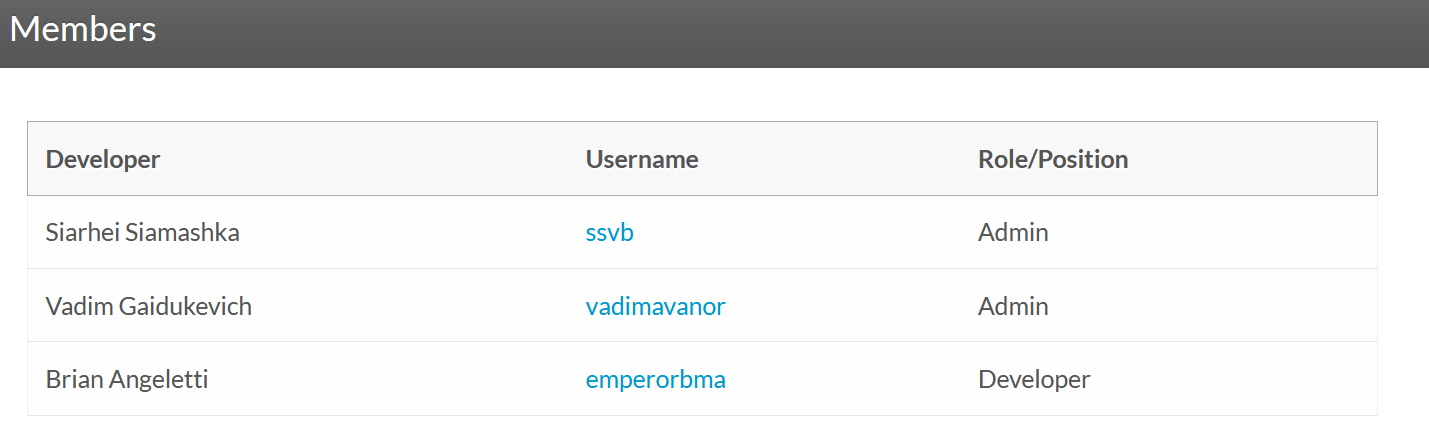 Members
Developer Username Role/Position
Siarhei Siamashka ssvb Admin
Vadim Gaidukevich vadimavanor Admin
Brian Angeletti emperorbma Developer